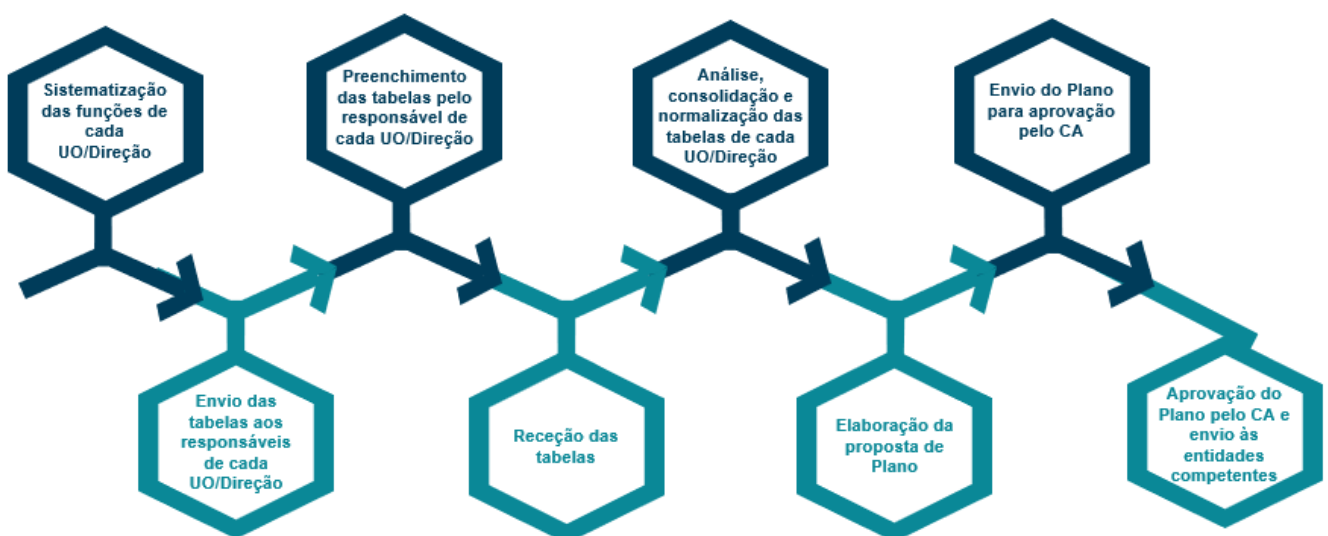 Sistematização
das funções de
cada
UO/Direção
Envio das
tabelas aos
responsáveis
de cada
UO/Direção
Preenchimento
das tabelas pelo
responsável de
cada UO/Direção
Receção das
tabelas
Análise,
consolidação e
normalização das
tabelas de cada
UO/Direção
Elaboração da
proposta de
Plano
Envio do Plano
para aprovação
pelo CA
Aprovação do
Plano pelo CA e
envio às
entidades
competentes